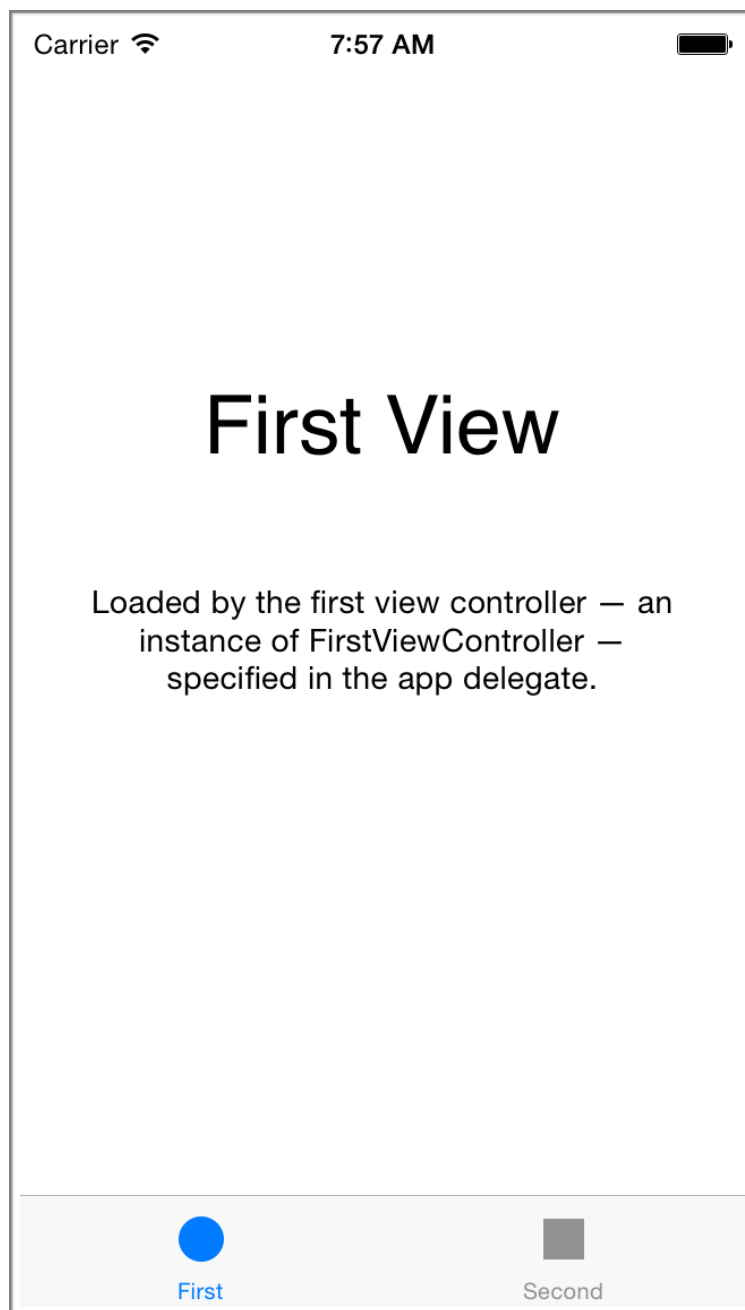 Carrier
7:57 AM
First View
Loaded by the first view controller — an
instance of FirstViewController —
specified in the app delegate.
First
Second